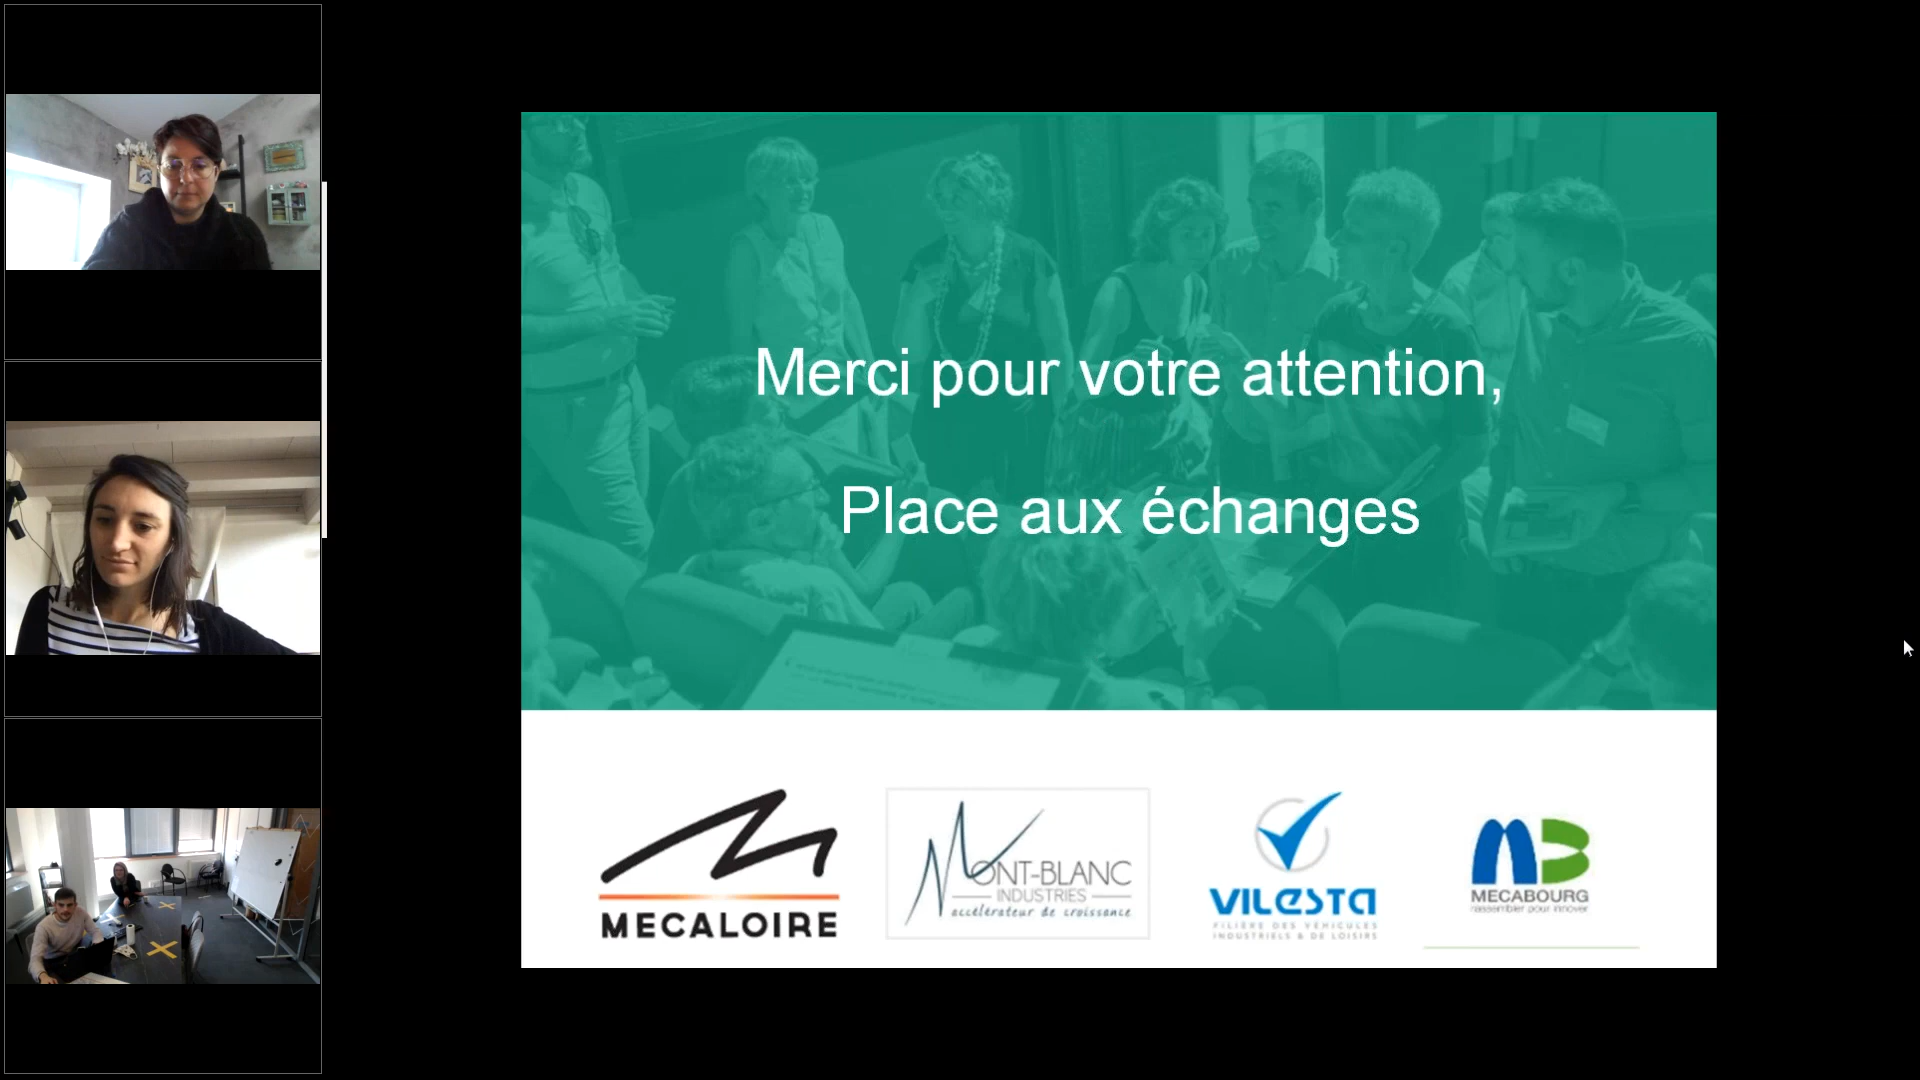 Merci pour votre attention,
Place aux échanges
MECALOIRE
MONT-BLANC
INDUSTRIES
accélérateur de croissance
VILESTA
FILIÈRE DES VÉHICULES
INDUSTRIELS & DE LOISIRS
MECABOURG
rassembler pour innover